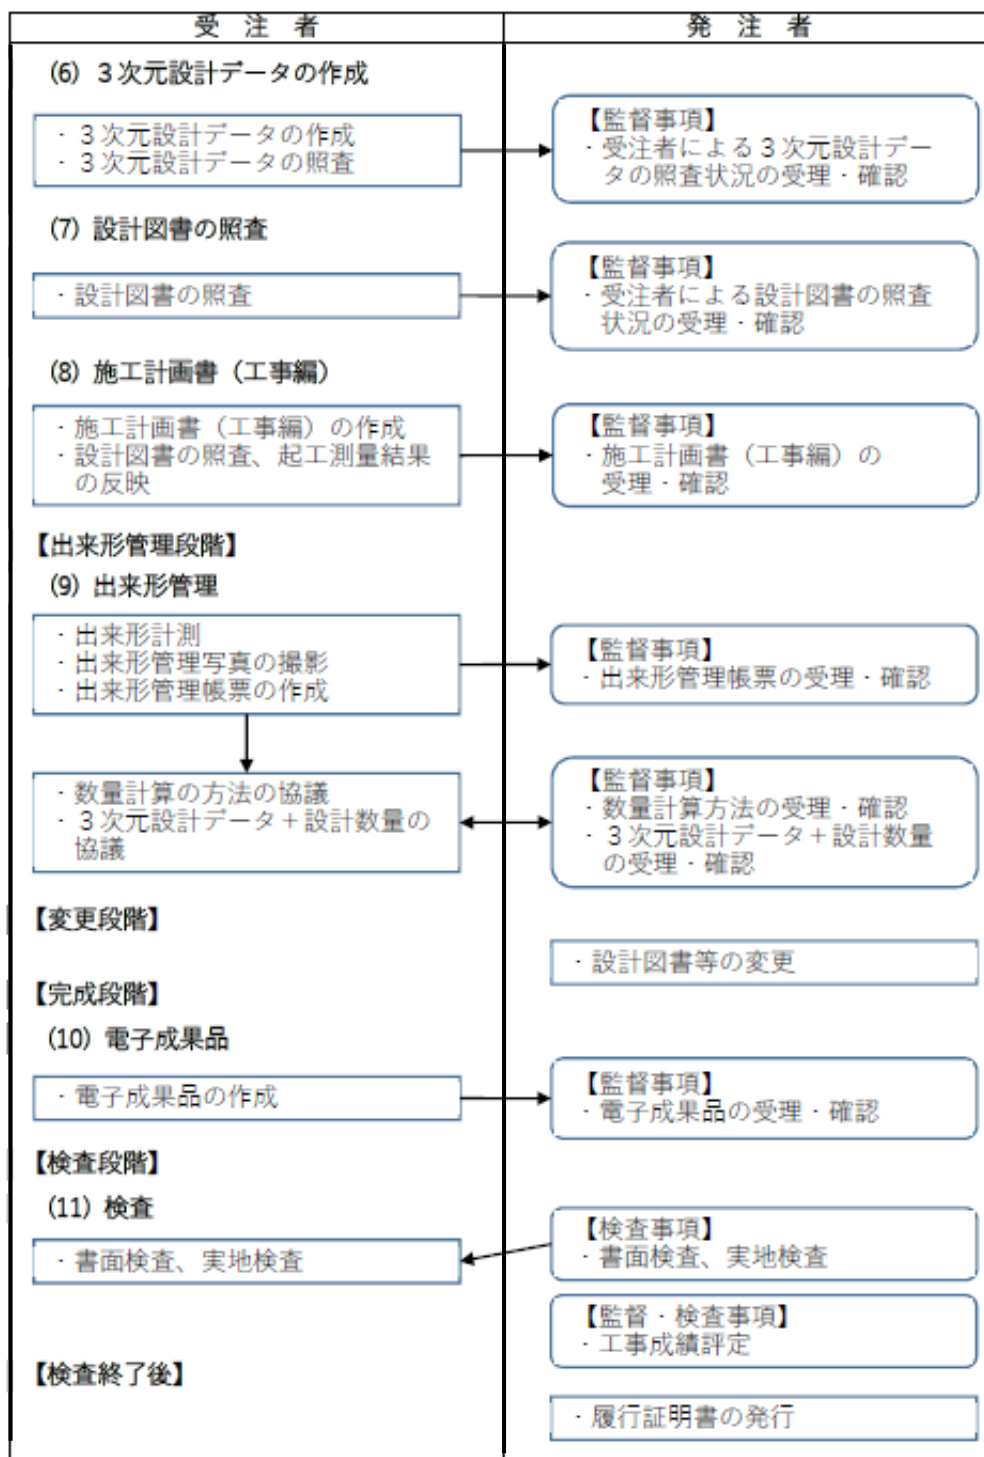 受 注 者
発 注 者
(6) ３次元設計データの作成
・３次元設計データの作成
・３次元設計データの照査
【監督事項】
・受注者による３次元設計デー
タの照査状況の受理・確認
(7) 設計図書の照査
・設計図書の照査
【監督事項】
・受注者による設計図書の照査
状況の受理・確認
(8) 施工計画書（工事編）
・施工計画書（工事編）の作成
・設計図書の照査、起工測量結果
の反映
【監督事項】
・施工計画書（工事編）の
受理・確認
【出来形管理段階】
(9) 出来形管理
・出来形計測
・出来形管理写真の撮影
・出来形管理帳票の作成
【監督事項】
・出来形管理帳票の受理・確認
・数量計算の方法の協議
・３次元設計データ＋設計数量の
協議
【監督事項】
・数量計算方法の受理・確認
・３次元設計データ＋設計数量
の受理・確認
【変更段階】
・設計図書等の変更
【完成段階】
(10) 電子成果品
・電子成果品の作成
【監督事項】
・電子成果品の受理・確認
【検査段階】
(11) 検査
・書面検査、実地検査
【検査事項】
・書面検査、実地検査
【監督・検査事項】
・工事成績評定
【検査終了後】
・履行証明書の発行